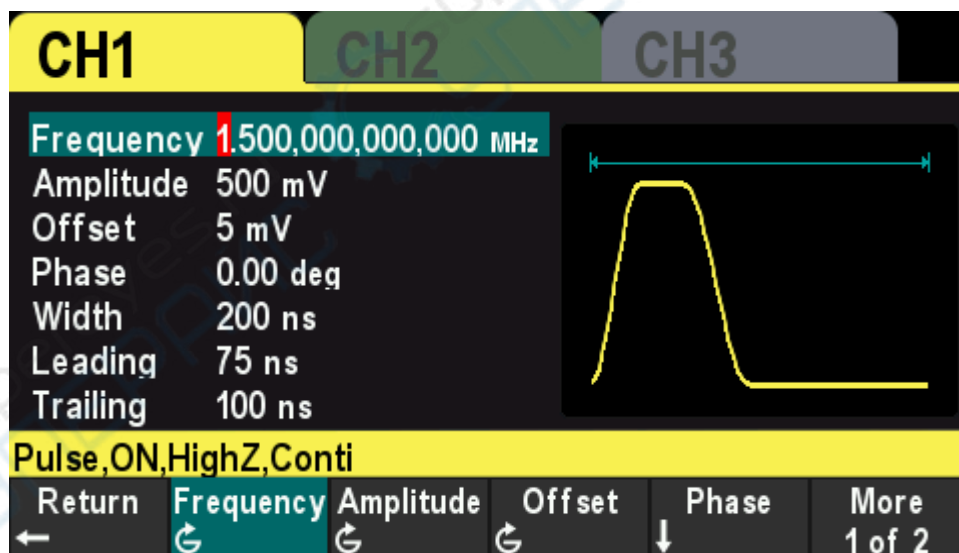 CH1 CH2 CH3
Frequency 1.500,000,000,000 MHz
Amplitude 500 mV
Offset 5 mV
Phase 0.00 deg
Width 200 ns
Leading 75 ns
Trailing 100 ns
Pulse,ON,HighZ,Conti
Return Frequency Amplitude Offset Phase More
1 of 2